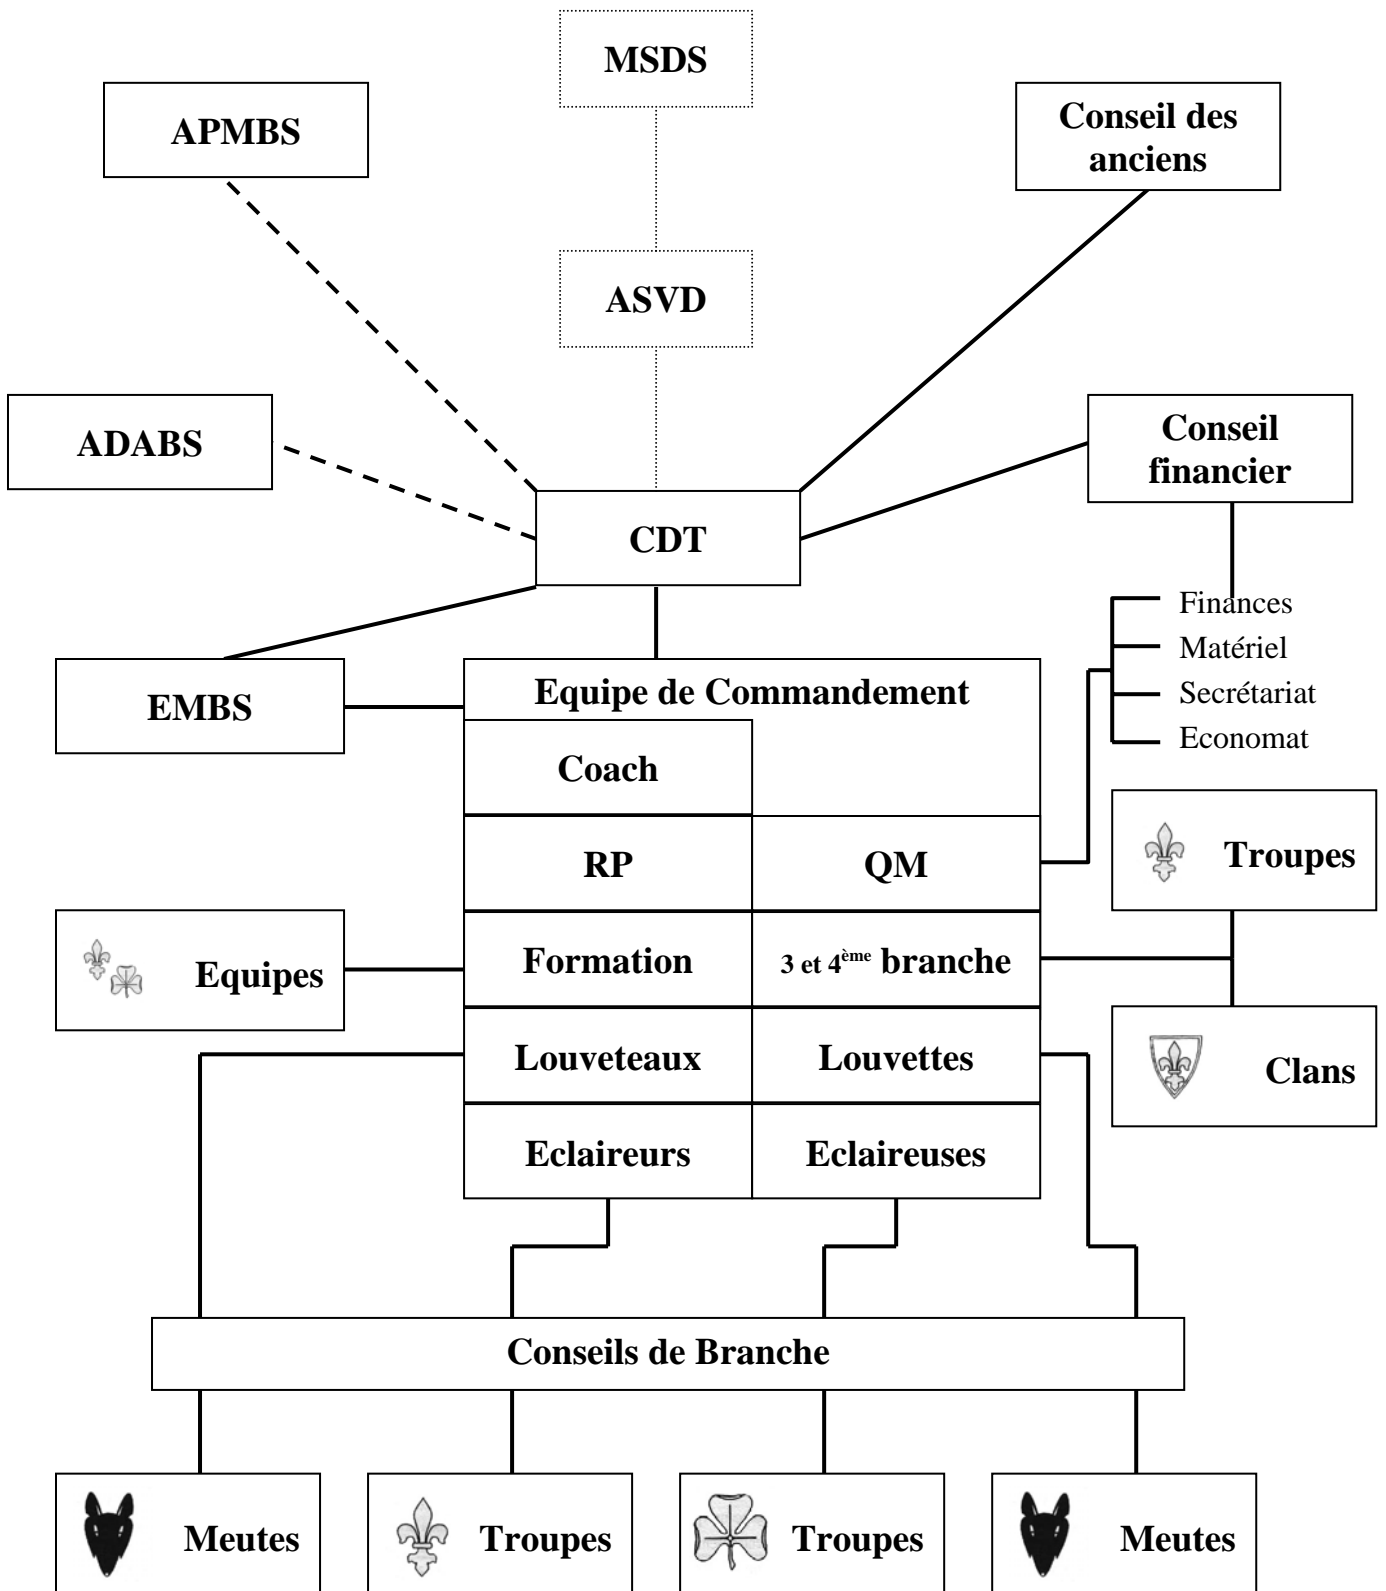 MSDS
APMBS
Conseil des
anciens
ASVD
ADABS
Conseil
financier
CDT
Finances
Matériel
Secrétariat
Economat
EMBS
Equipe de Commandement
Coach
RP
QM
Troupes
Equipes
Formation
3 et 4ème branche
Louveteaux
Louvettes
Clans
Eclaireurs
Eclaireuses
Conseils de Branche
Meutes
Troupes
Troupes
Meutes